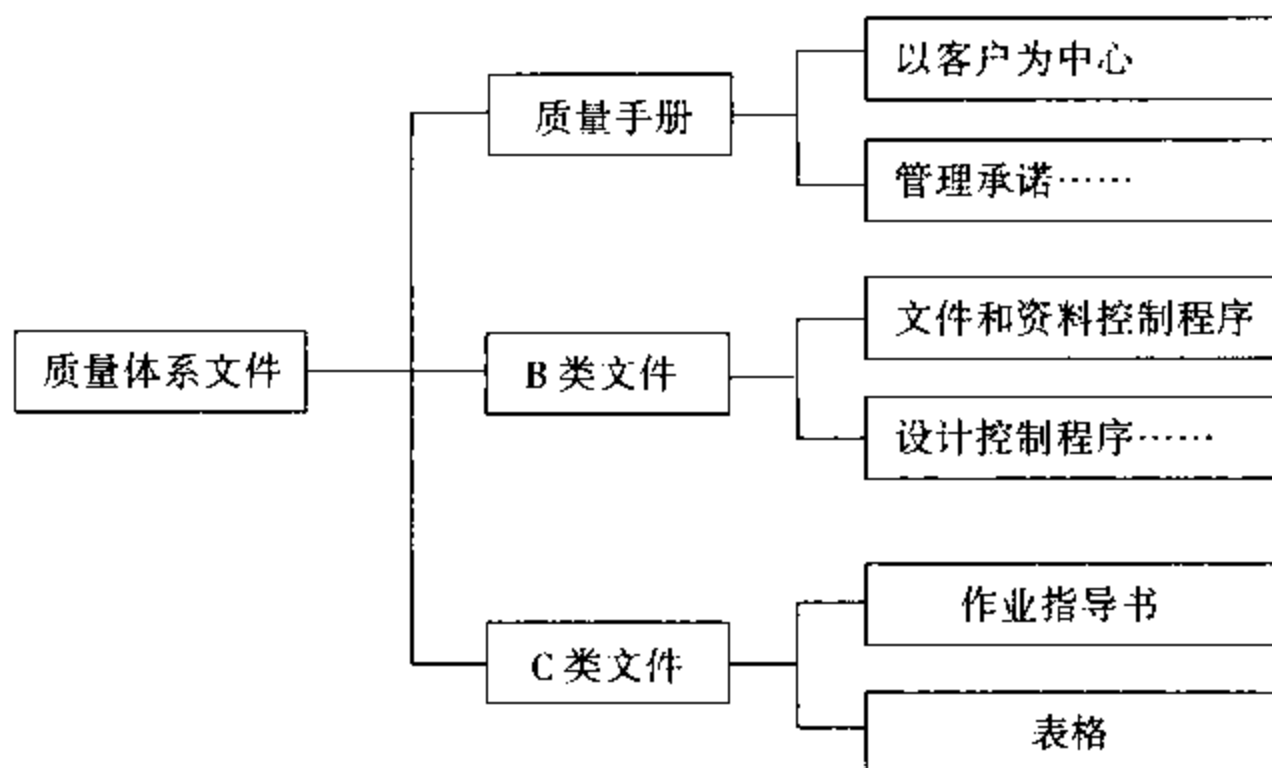 以客户为中心
质量手册
管理承诺……
文件和资料控制程序
质量体系文件
B 类文件
设计控制程序……
作业指导书
C 类文件
表格